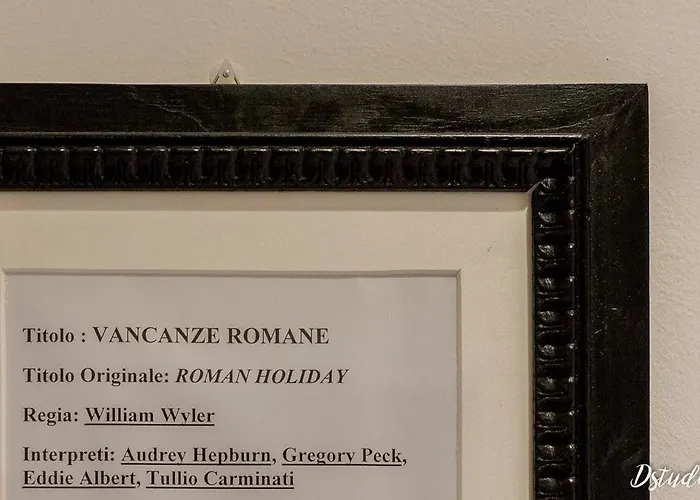 Titolo : VANCANZE ROMANE
Titolo Originale: ROMAN HOLIDAY
Regia: William Wyler
Interpreti: Audrey Hepburn, Gregory Peck,
Eddie Albert, Tullio Carminati
Dstud